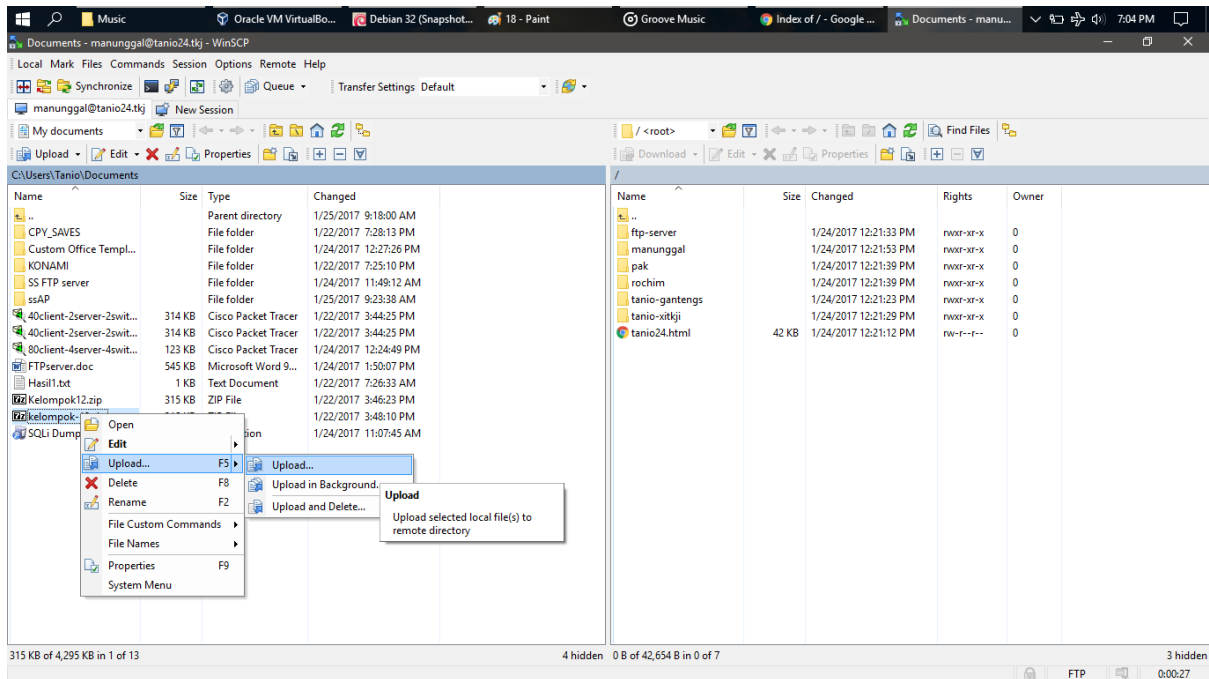 Music Oracle VM VirtualBo... Debian 32 (Snapshot... 18 - Paint Groove Music Index of / - Google ... Documents - manu... 7:04 PM
Documents - manunggal@tanio24.tkj - WinSCP
Local Mark Files Commands Session Options Remote Help
Synchronize Queue Transfer Settings Default
manunggal@tanio24.tkj New Session
My documents
Upload Edit Properties
C:\Users\Tanio\Documents
Name Size Type Changed
.. Parent directory 1/25/2017 9:18:00 AM
CPY_SAVES File folder 1/22/2017 7:28:13 PM
Custom Office Templ... File folder 1/24/2017 12:27:26 PM
KONAMI File folder 1/22/2017 7:25:10 PM
SS FTP server File folder 1/24/2017 11:49:12 AM
ssAP File folder 1/25/2017 9:23:38 AM
40client-2server-2swit... 314 KB Cisco Packet Tracer 1/22/2017 3:44:25 PM
40client-2server-2swit... 314 KB Cisco Packet Tracer 1/22/2017 3:44:25 PM
80client-4server-4swit... 123 KB Cisco Packet Tracer 1/24/2017 12:24:49 PM
FTPserver.doc 545 KB Microsoft Word 9... 1/24/2017 1:50:07 PM
Hasil1.txt 1 KB Text Document 1/22/2017 7:26:33 AM
Kelompok12.zip 315 KB ZIP File 1/22/2017 3:46:23 PM
kelompok- 1/22/2017 3:48:10 PM
SQLi Dump tion 1/24/2017 11:07:45 AM
Open
Edit
Upload... F5
Delete F8
Rename F2
File Custom Commands
File Names
Properties F9
System Menu
Upload...
Upload in Background...
Upload and Delete...
Upload
Upload selected local file(s) to
remote directory
315 KB of 4,295 KB in 1 of 13 4 hidden
/ <root> Find Files
Download Edit Properties
/
Name Size Changed Rights Owner
..
ftp-server 1/24/2017 12:21:33 PM rwxr-xr-x 0
manunggal 1/24/2017 12:21:53 PM rwxr-xr-x 0
pak 1/24/2017 12:21:39 PM rwxr-xr-x 0
rochim 1/24/2017 12:21:39 PM rwxr-xr-x 0
tanio-gantengs 1/24/2017 12:21:23 PM rwxr-xr-x 0
tanio-xitkji 1/24/2017 12:21:29 PM rwxr-xr-x 0
tanio24.html 42 KB 1/24/2017 12:21:12 PM rw-r--r-- 0
0 B of 42,654 B in 0 of 7 3 hidden
FTP 0:00:27